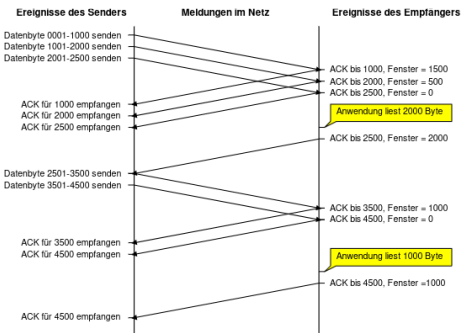 Ereignisse des Senders
Meldungen im Netz
Ereignisse des Empfängers
Datenbyte 0001-1000 senden
Datenbyte 1001-2000 senden
Datenbyte 2001-2500 senden
ACK bis 1000, Fenster = 1500
ACK bis 2000, Fenster = 500
ACK bis 2500, Fenster = 0
ACK für 1000 empfangen
ACK für 2000 empfangen
ACK für 2500 empfangen
Anwendung liest 2000 Byte
ACK bis 2500, Fenster = 2000
Datenbyte 2501-3500 senden
Datenbyte 3501-4500 senden
ACK bis 3500, Fenster = 1000
ACK bis 4500, Fenster = 0
ACK für 3500 empfangen
ACK für 4500 empfangen
Anwendung liest 1000 Byte
ACK bis 4500, Fenster =1000
ACK für 4500 empfangen